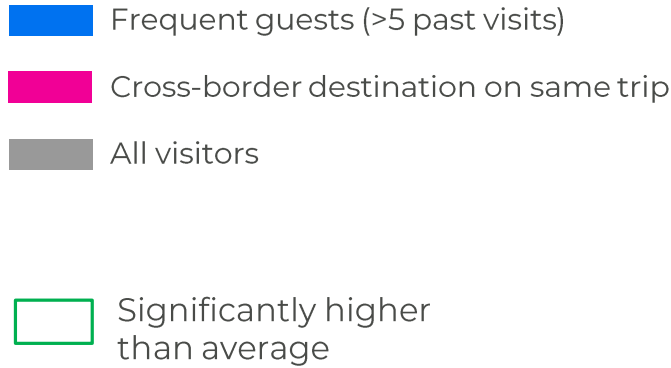 Frequent guests (>5 past visits)
Cross-border destination on same trip
All visitors
Significantly higher
than average